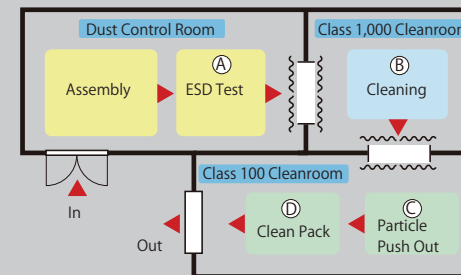 Dust Control Room
Class 1,000 Cleanroom
Assembly
Ⓐ
ESD Test
Ⓑ
Cleaning
In
Class 100 Cleanroom
Out
Ⓓ
Clean Pack
Ⓒ
Particle
Push Out